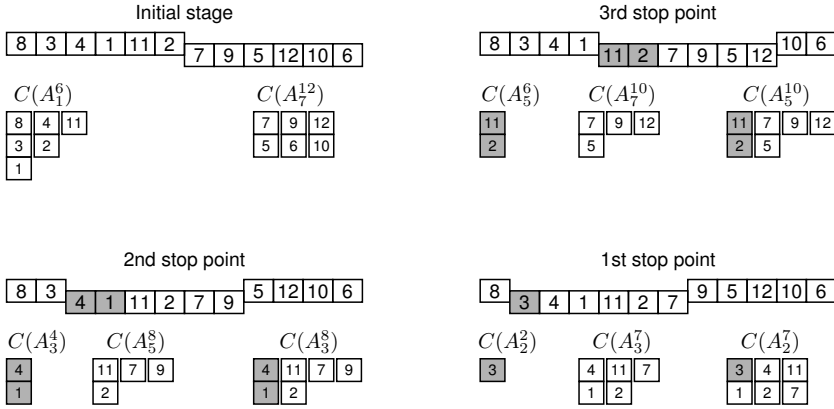 Initial stage
8 3 4 1 11 2 7 9 5 12 10 6
C(A_1^6) C(A_7^{12})
8 4 11 7 9 12
3 2 5 6 10
1
3rd stop point
8 3 4 1 11 2 7 9 5 12 10 6
C(A_5^6) C(A_7^{10}) C(A_5^{10})
11 7 9 12 11 7 9 12
2 5 2 5
2nd stop point
8 3 4 1 11 2 7 9 5 12 10 6
C(A_3^4) C(A_5^8) C(A_3^8)
4 11 7 9 4 11 7 9
1 2 1 2
1st stop point
8 3 4 1 11 2 7 9 5 12 10 6
C(A_2^2) C(A_3^7) C(A_2^7)
3 4 11 7 3 4 11
1 2 1 2 7